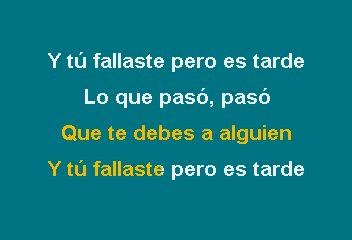 Y tú fallaste pero es tarde
Lo que pasó, pasó
Que te debes a alguien
Y tú fallaste pero es tarde